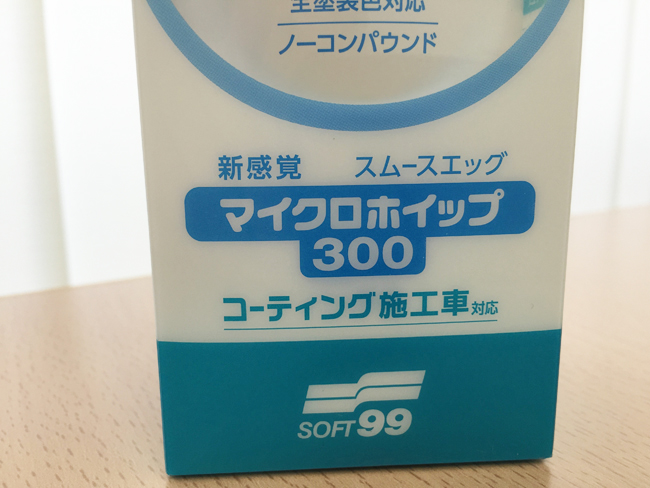 全塗装色対応
ノーコンパウンド
新感覚 スムースエッグ
マイクロホイップ
300
コーティング施工車対応
SOFT99